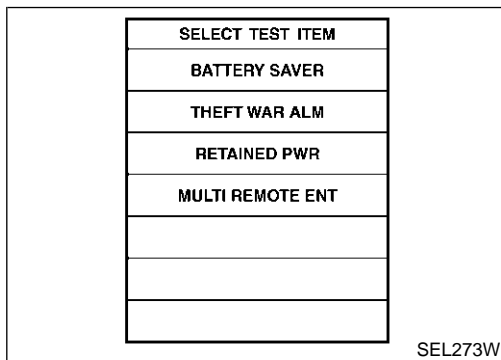 SELECT TEST ITEM
BATTERY SAVER
THEFT WAR ALM
RETAINED PWR
MULTI REMOTE ENT
SEL273W